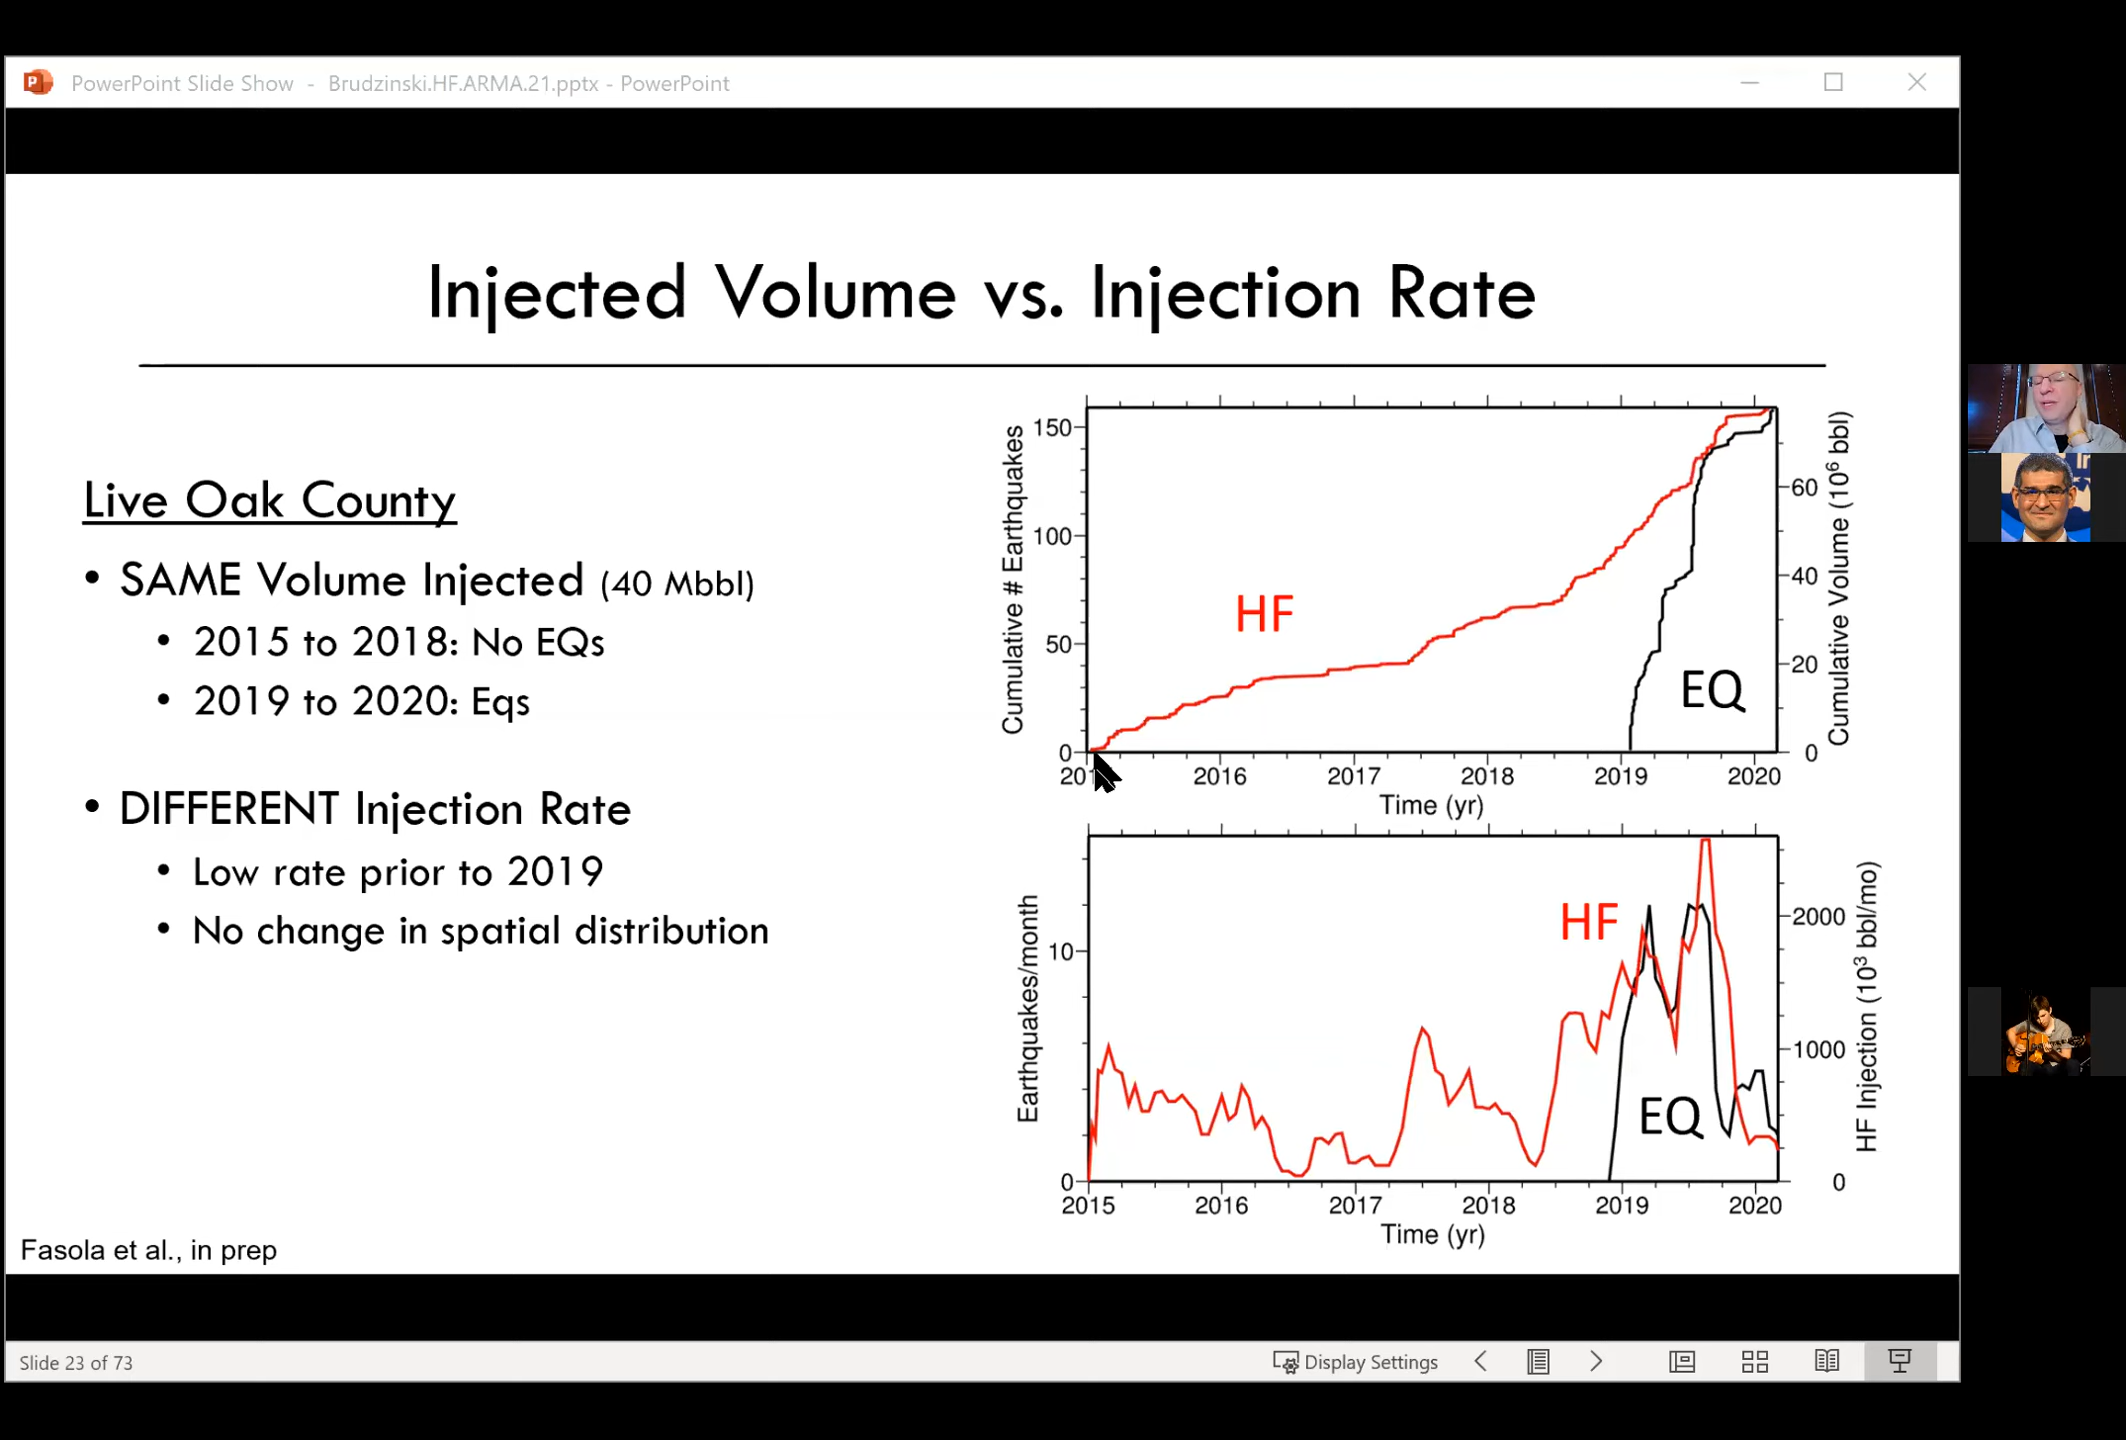 PowerPoint Slide Show - Brudzinski.HF.ARMA.21.pptx - PowerPoint
Injected Volume vs. Injection Rate
Live Oak County
• SAME Volume Injected (40 Mbbl)
• 2015 to 2018: No EQs
• 2019 to 2020: Eqs
• DIFFERENT Injection Rate
• Low rate prior to 2019
• No change in spatial distribution
Fasola et al., in prep
Cumulative # Earthquakes
150
100
50
0
HF
EQ
60
40
20
0
Cumulative Volume (10⁶ bbl)
201 2016 2017 2018 2019 2020
Time (yr)
Earthquakes/month
10
0
HF
EQ
2000
1000
0
HF Injection (10³ bbl/mo)
2015 2016 2017 2018 2019 2020
Time (yr)
Slide 23 of 73
Display Settings